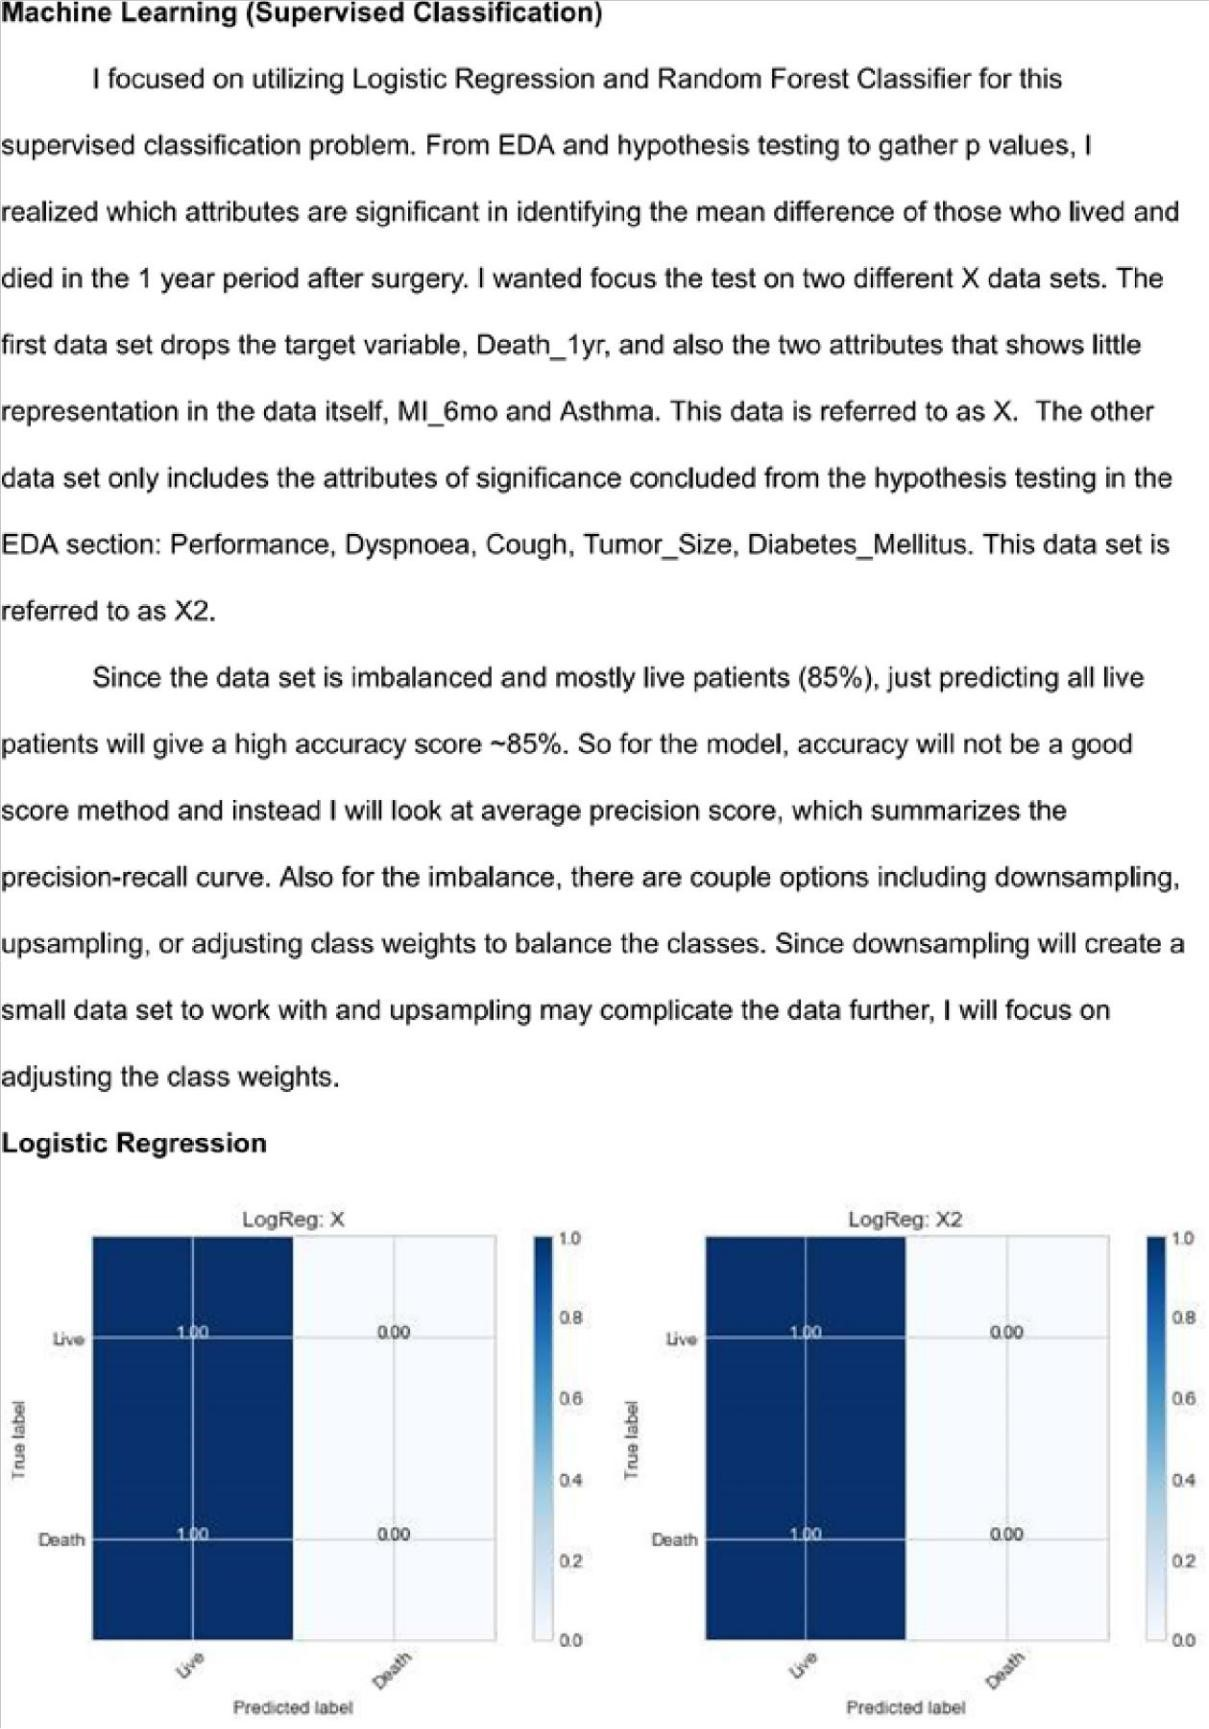 Machine Learning (Supervised Classification)
I focused on utilizing Logistic Regression and Random Forest Classifier for this
supervised classification problem. From EDA and hypothesis testing to gather p values, I
realized which attributes are significant in identifying the mean difference of those who lived and
died in the 1 year period after surgery. I wanted focus the test on two different X data sets. The
first data set drops the target variable, Death_1yr, and also the two attributes that shows little
representation in the data itself, MI_6mo and Asthma. This data is referred to as X.  The other
data set only includes the attributes of significance concluded from the hypothesis testing in the
EDA section: Performance, Dyspnoea, Cough, Tumor_Size, Diabetes_Mellitus. This data set is
referred to as X2.
Since the data set is imbalanced and mostly live patients (85%), just predicting all live
patients will give a high accuracy score ~85%. So for the model, accuracy will not be a good
score method and instead I will look at average precision score, which summarizes the
precision-recall curve. Also for the imbalance, there are couple options including downsampling,
upsampling, or adjusting class weights to balance the classes. Since downsampling will create a
small data set to work with and upsampling may complicate the data further, I will focus on
adjusting the class weights.
Logistic Regression
LogReg: X
True label
Live
Death
1.00
0.00
1.00
0.00
Live
Death
Predicted label
1.0
0.8
0.6
0.4
0.2
0.0
LogReg: X2
True label
Live
Death
1.00
0.00
1.00
0.00
Live
Death
Predicted label
1.0
0.8
0.6
0.4
0.2
0.0